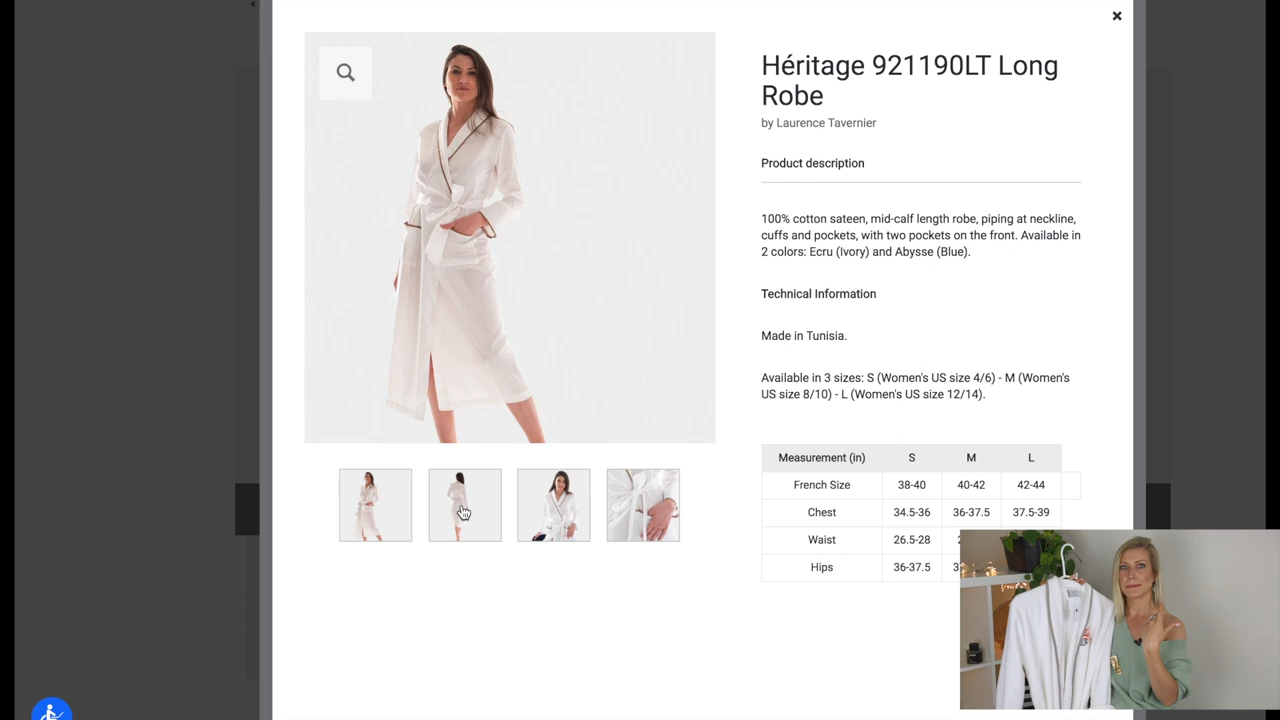 Héritage 921190LT Long
Robe
by Laurence Tavernier
Product description
100% cotton sateen, mid-calf length robe, piping at neckline,
cuffs and pockets, with two pockets on the front. Available in
2 colors: Ecru (Ivory) and Abysse (Blue).
Technical Information
Made in Tunisia.
Available in 3 sizes: S (Women's US size 4/6) - M (Women's
US size 8/10) - L (Women's US size 12/14).
Measurement (in) S M L
French Size 38-40 40-42 42-44
Chest 34.5-36 36-37.5 37.5-39
Waist 26.5-28
Hips 36-37.5